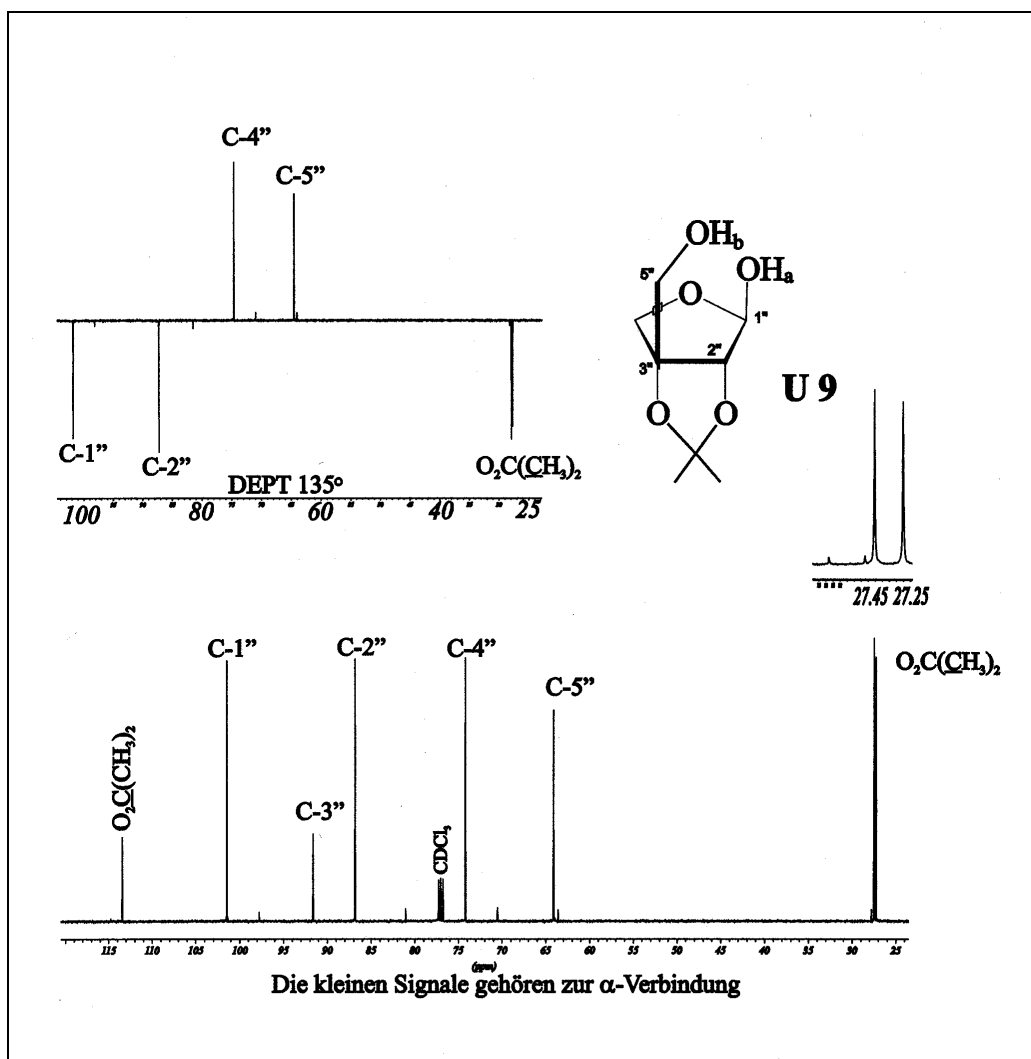 C-4”
C-5”
C-1”
C-2”
O₂C(CH₃)₂
DEPT 135°
100 80 60 40 25
OHb
OHa
5"
O
1"
2"
3"
O O
U 9
27.45 27.25
O₂C(CH₃)₂
C-1”
C-3”
C-2”
CDCl₃
C-4”
C-5”
O₂C(CH₃)₂
115 110 105 100 95 90 85 80 75 70 65 60 55 50 45 40 35 30 25
(ppm)
Die kleinen Signale gehören zur α-Verbindung